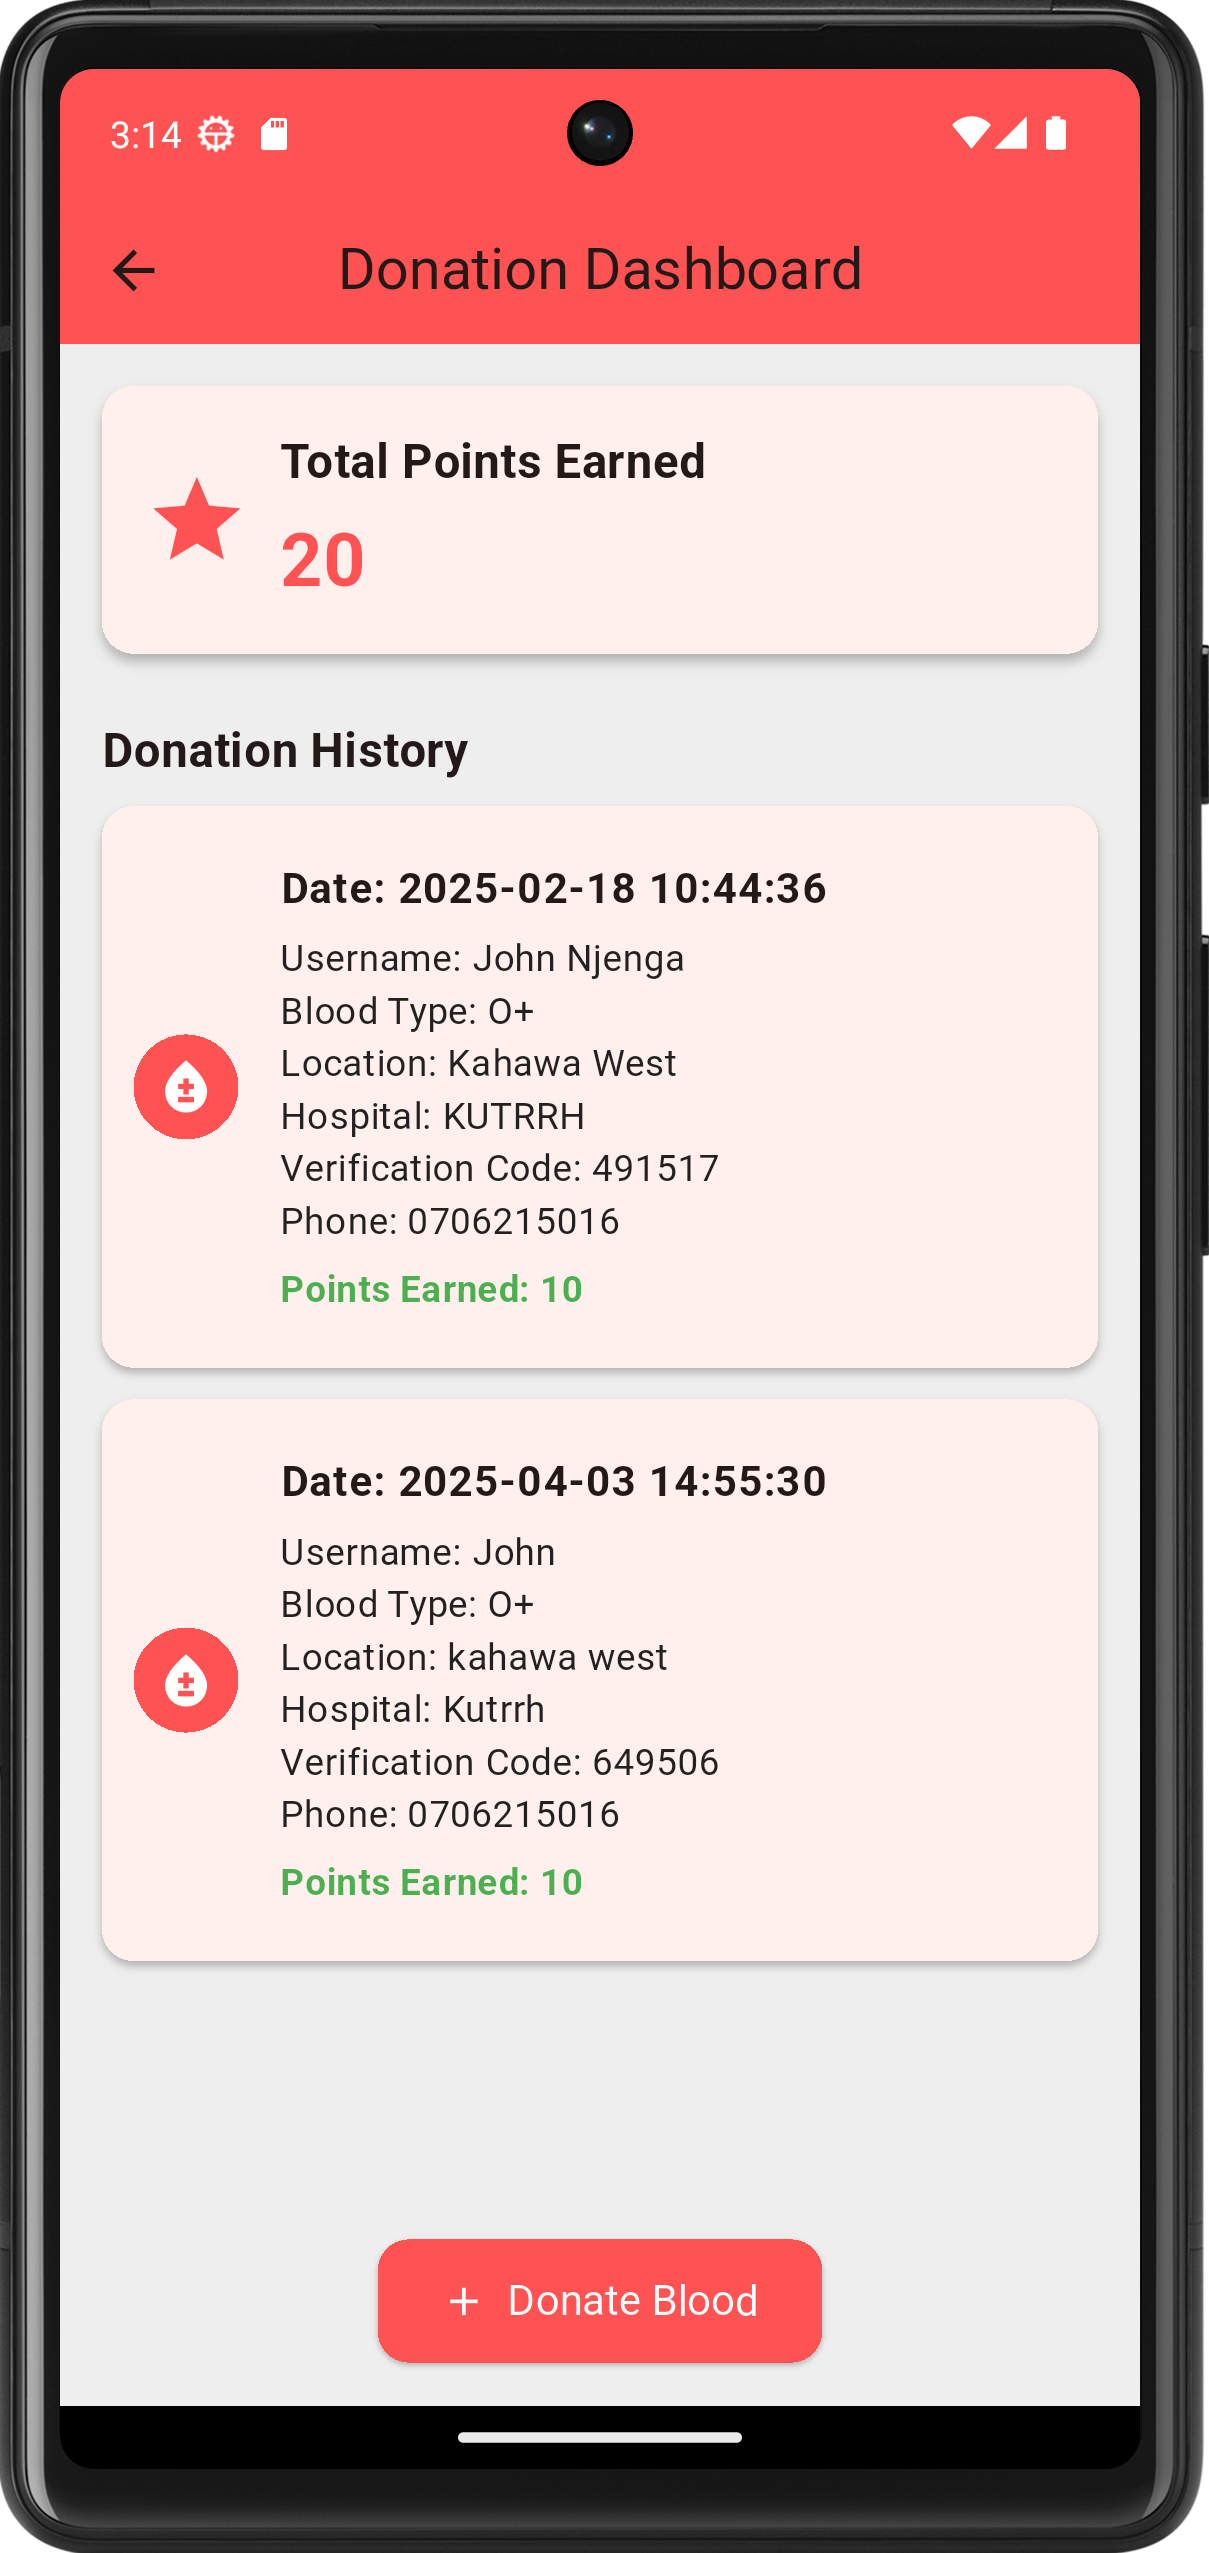 3:14
Donation Dashboard
Total Points Earned
20
Donation History
Date: 2025-02-18 10:44:36
Username: John Njenga
Blood Type: O+
Location: Kahawa West
Hospital: KUTRRH
Verification Code: 491517
Phone: 0706215016
Points Earned: 10
Date: 2025-04-03 14:55:30
Username: John
Blood Type: O+
Location: kahawa west
Hospital: Kutrrh
Verification Code: 649506
Phone: 0706215016
Points Earned: 10
+ Donate Blood